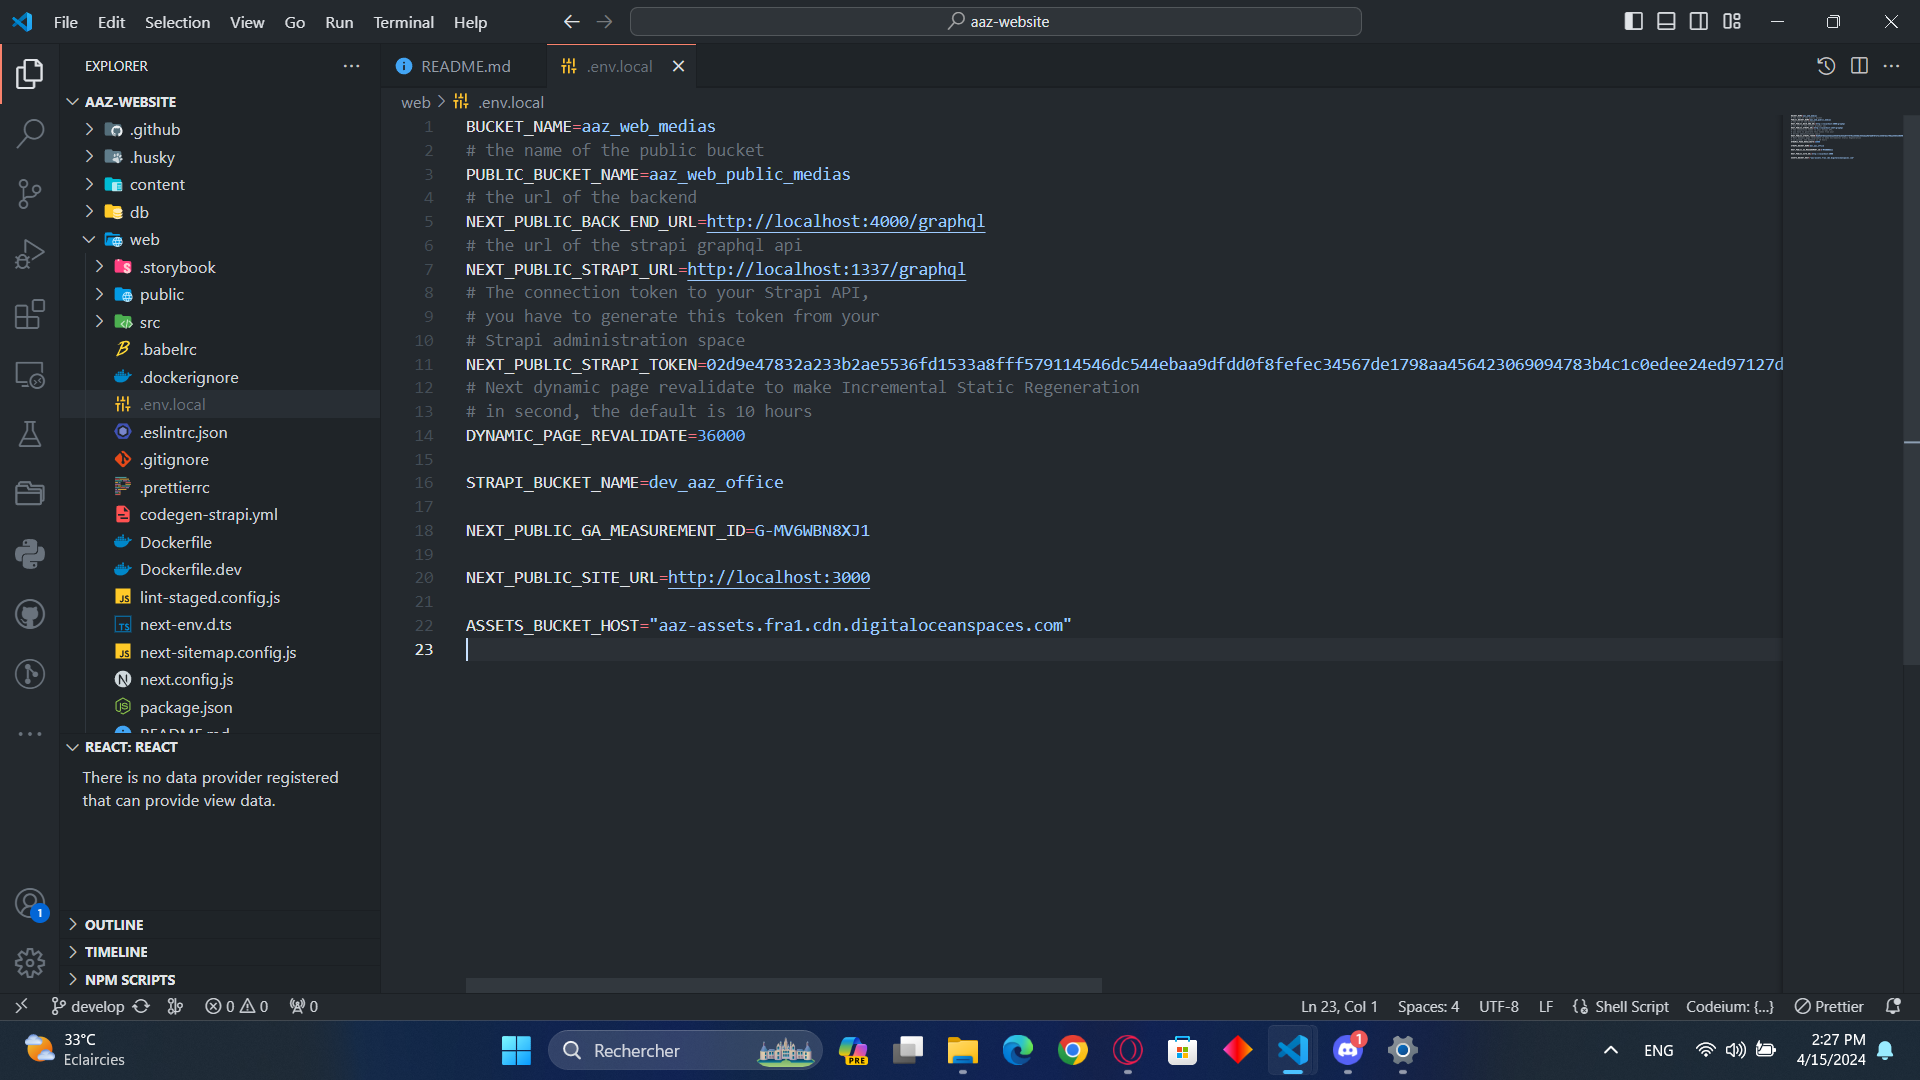 File Edit Selection View Go Run Terminal Help
aaz-website
EXPLORER
AAZ-WEBSITE
.github
.husky
content
db
web
.storybook
public
src
.babelrc
.dockerignore
.env.local
.eslintrc.json
.gitignore
.prettierrc
codegen-strapi.yml
Dockerfile
Dockerfile.dev
lint-staged.config.js
next-env.d.ts
next-sitemap.config.js
next.config.js
package.json
README.md
REACT: REACT
There is no data provider registered
that can provide view data.
OUTLINE
TIMELINE
NPM SCRIPTS
README.md
.env.local
web > .env.local
1 BUCKET_NAME=aaz_web_medias
2 # the name of the public bucket
3 PUBLIC_BUCKET_NAME=aaz_web_public_medias
4 # the url of the backend
5 NEXT_PUBLIC_BACK_END_URL=http://localhost:4000/graphql
6 # the url of the strapi graphql api
7 NEXT_PUBLIC_STRAPI_URL=http://localhost:1337/graphql
8 # The connection token to your Strapi API,
9 # you have to generate this token from your
10 # Strapi administration space
11 NEXT_PUBLIC_STRAPI_TOKEN=02d9e47832a233b2ae5536fd1533a8fff579114546dc544ebaa9dfdd0f8fefec34567de1798aa456423069094783b4c1c0edee24ed97127d
12 # Next dynamic page revalidate to make Incremental Static Regeneration
13 # in second, the default is 10 hours
14 DYNAMIC_PAGE_REVALIDATE=36000
15
16 STRAPI_BUCKET_NAME=dev_aaz_office
17
18 NEXT_PUBLIC_GA_MEASUREMENT_ID=G-MV6WBN8XJ1
19
20 NEXT_PUBLIC_SITE_URL=http://localhost:3000
21
22 ASSETS_BUCKET_HOST="aaz-assets.fra1.cdn.digitaloceanspaces.com"
23
1
develop 0 0 0
Ln 23, Col 1 Spaces: 4 UTF-8 LF Shell Script Codeium: {...} Prettier
33°C
Eclaircies
Rechercher
PRE
1
ENG
2:27 PM
4/15/2024